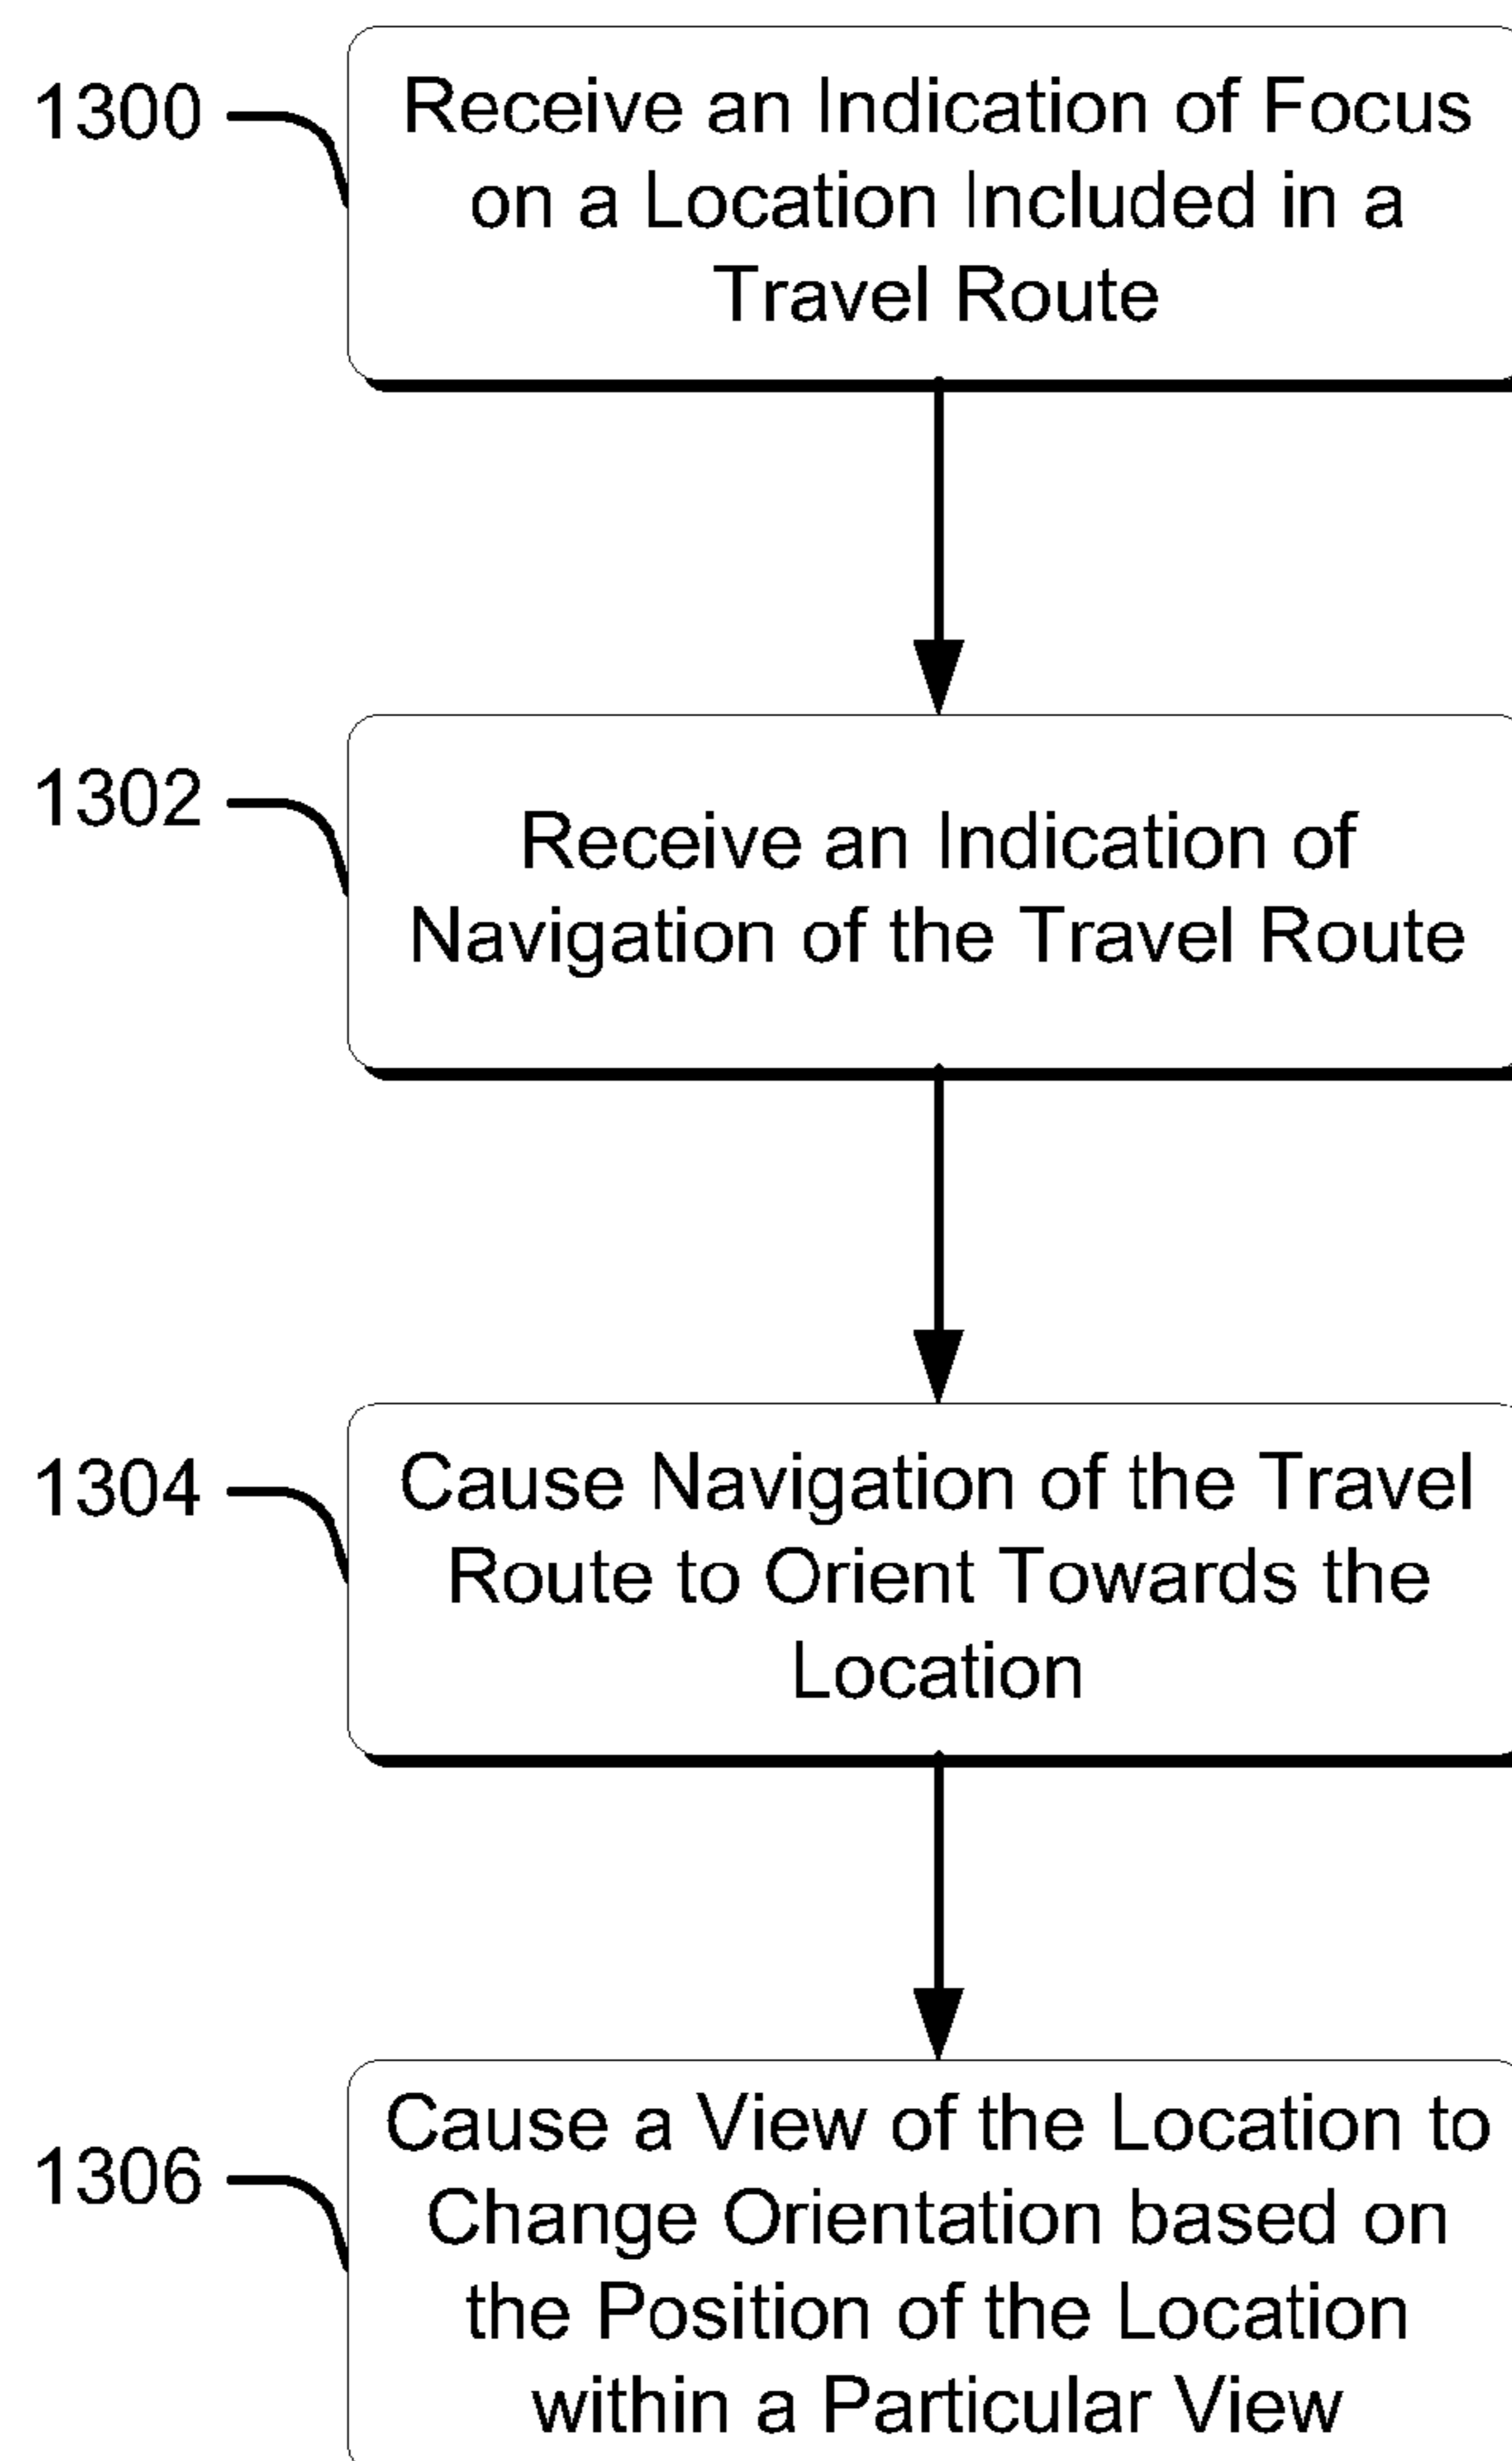 1300
Receive an Indication of Focus
on a Location Included in a
Travel Route
1302
Receive an Indication of
Navigation of the Travel Route
1304
Cause Navigation of the Travel
Route to Orient Towards the
Location
1306
Cause a View of the Location to
Change Orientation based on
the Position of the Location
within a Particular View